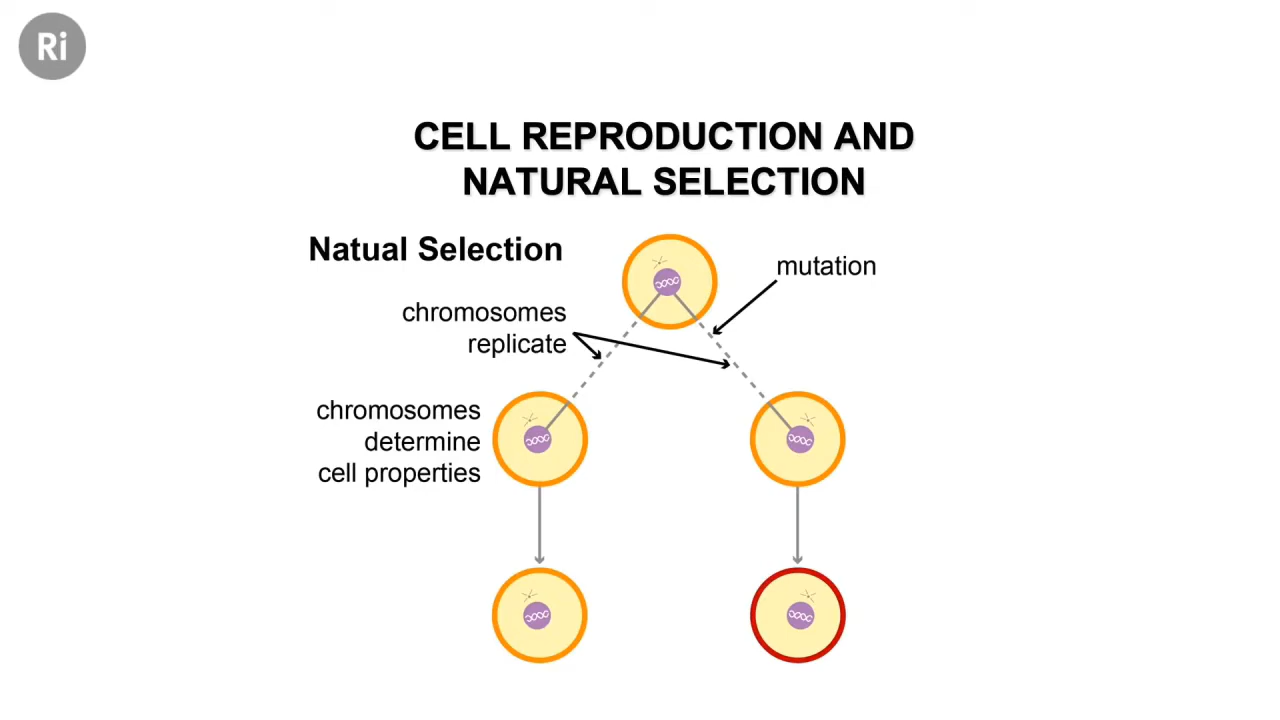 Ri
CELL REPRODUCTION AND
NATURAL SELECTION
Natual Selection
mutation
chromosomes
replicate
chromosomes
determine
cell properties